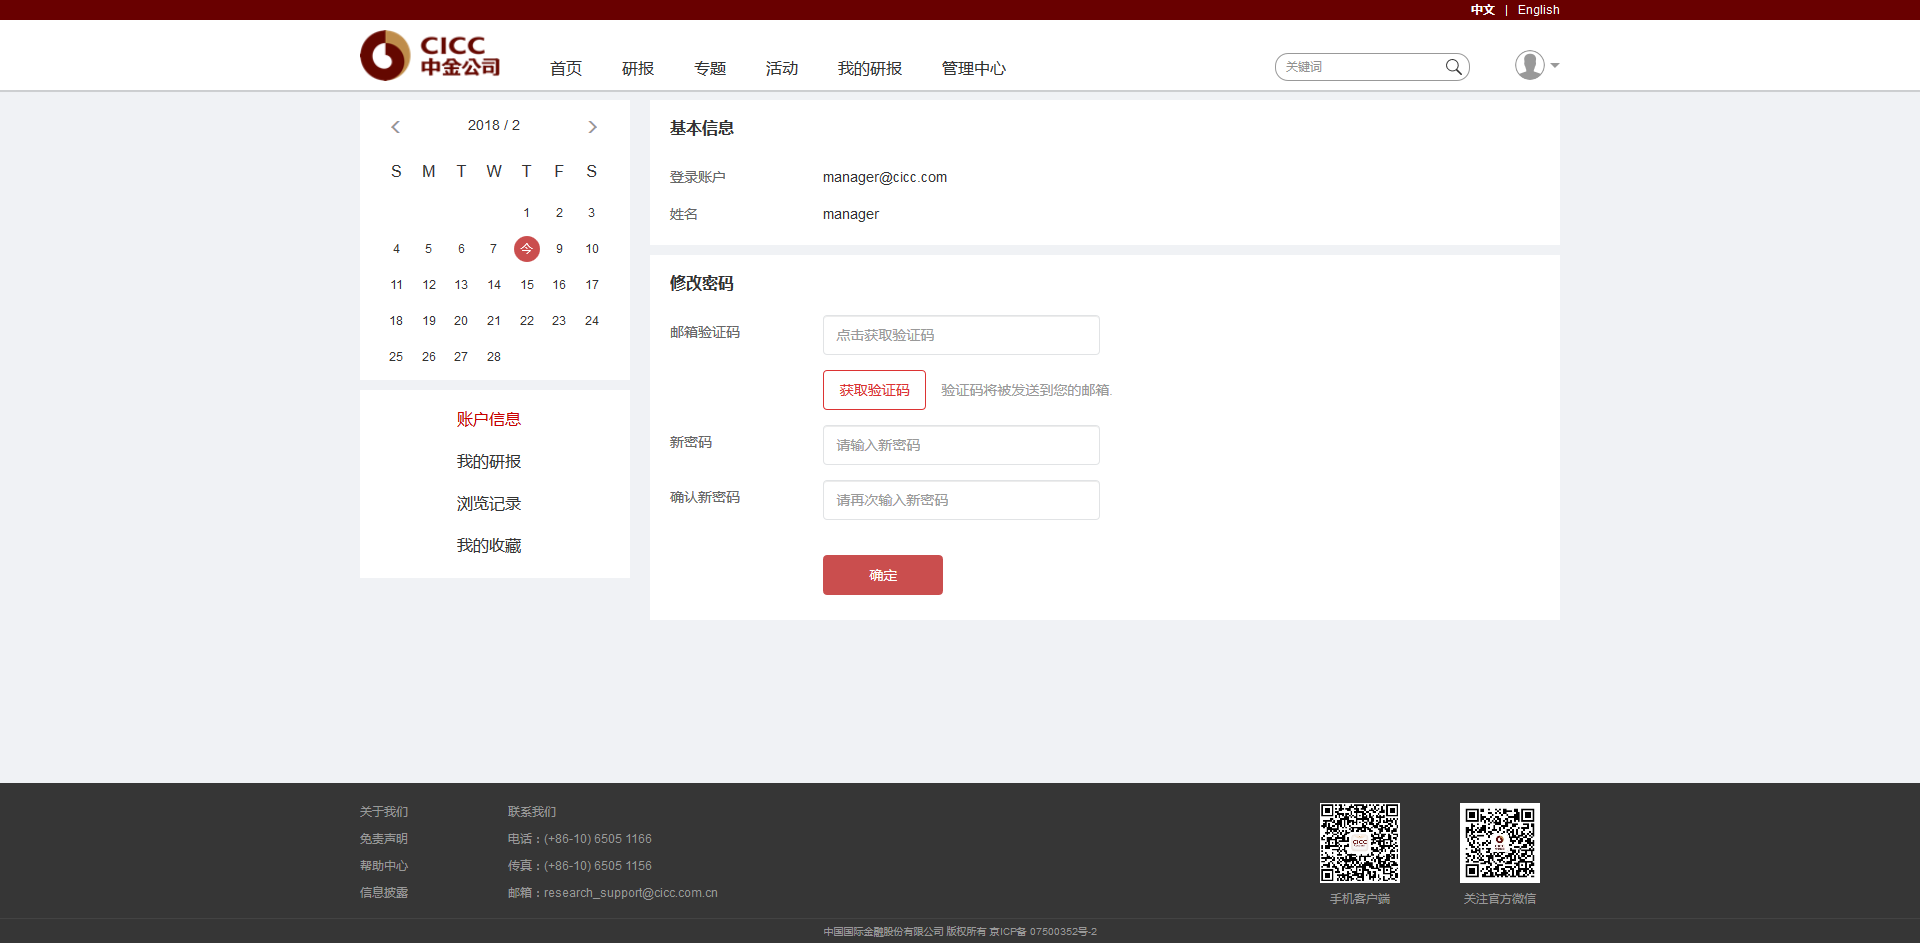 中文 | English
CICC
中金公司
首页 研报 专题 活动 我的研报 管理中心
关键词
2018 / 2
S M T W T F S
1 2 3
4 5 6 7 今 9 10
11 12 13 14 15 16 17
18 19 20 21 22 23 24
25 26 27 28
账户信息
我的研报
浏览记录
我的收藏
基本信息
登录账户 manager@cicc.com
姓名 manager
修改密码
邮箱验证码 点击获取验证码
获取验证码 验证码将被发送到您的邮箱.
新密码 请输入新密码
确认新密码 请再次输入新密码
确定
关于我们
免责声明
帮助中心
信息披露
联系我们
电话：(+86-10) 6505 1166
传真：(+86-10) 6505 1156
邮箱：research_support@cicc.com.cn
CICC
手机客户端
关注官方微信
中国国际金融股份有限公司 版权所有 京ICP备 07500352号-2